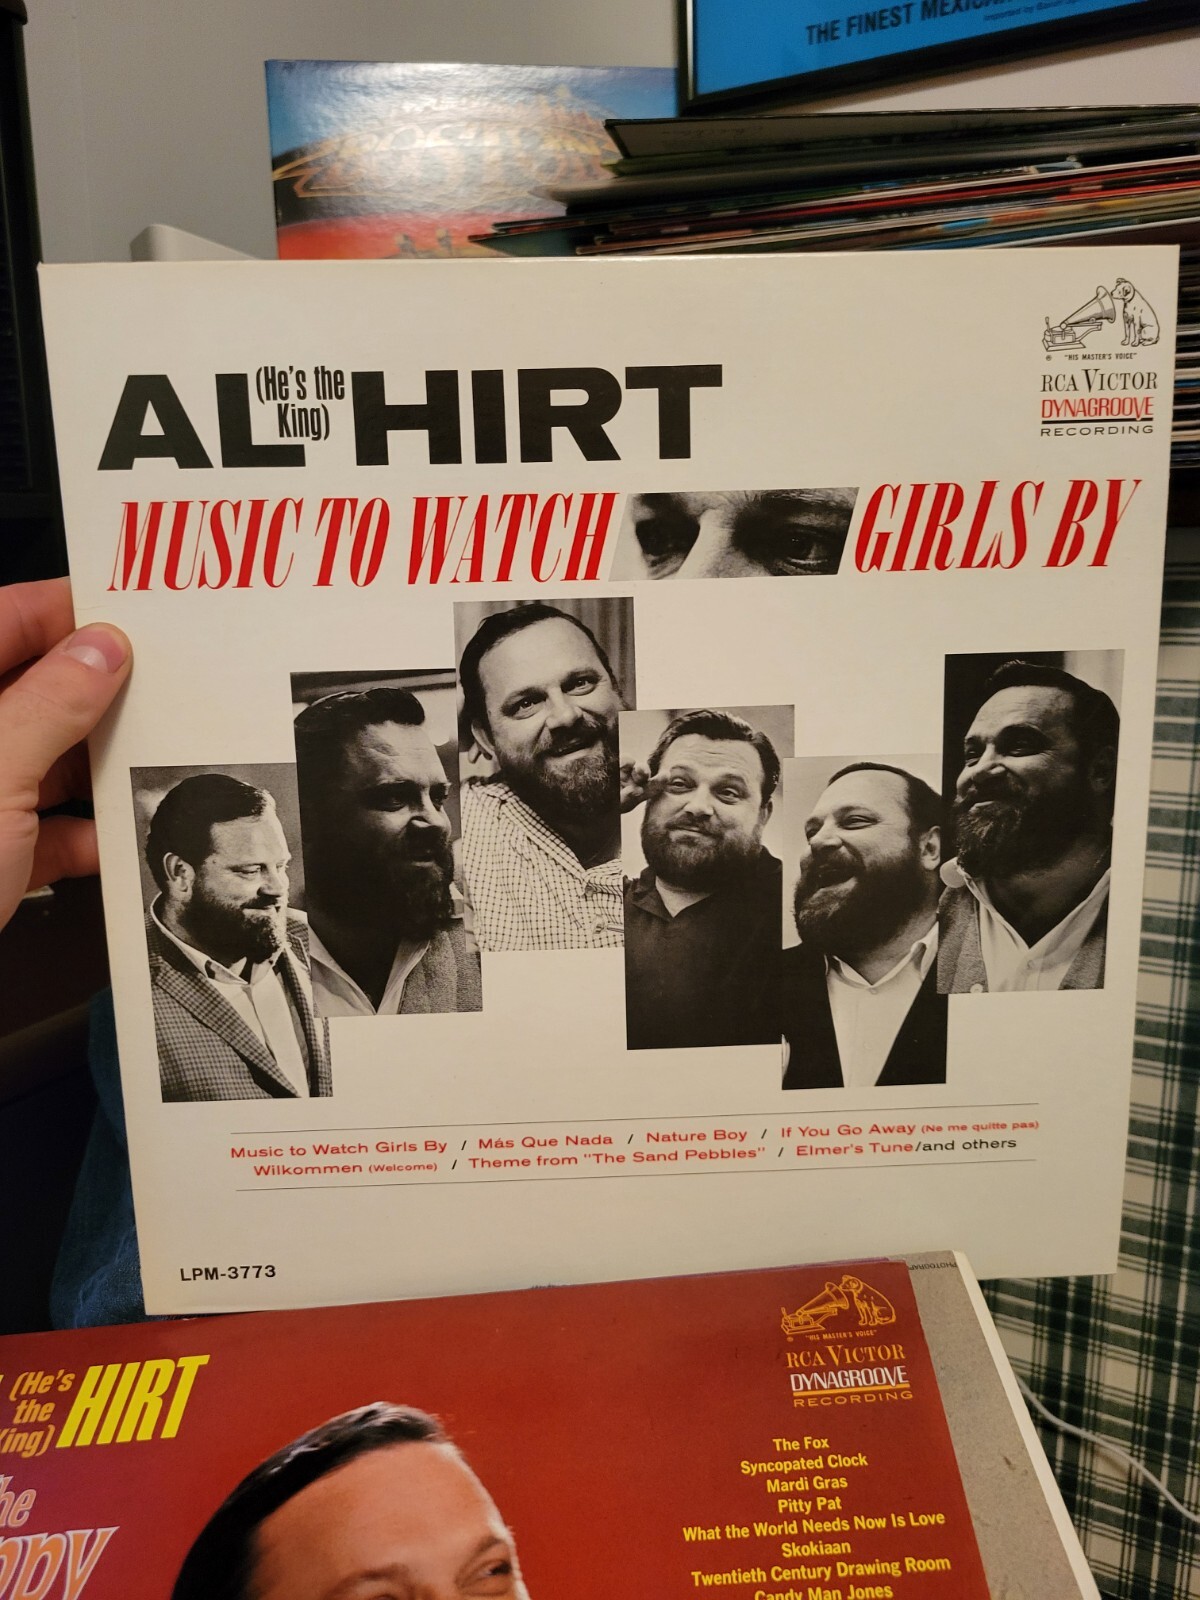 THE FINEST MEXICAN
AL (He's the King) HIRT
MUSIC TO WATCH GIRLS BY
"HIS MASTER'S VOICE"
RCA VICTOR
DYNAGROOVE
RECORDING
Music to Watch Girls By / Más Que Nada / Nature Boy / If You Go Away (Ne me quitte pas)
Wilkommen (Welcome) / Theme from "The Sand Pebbles" / Elmer's Tune/and others
LPM-3773
(He's the King) HIRT
"HIS MASTER'S VOICE"
RCA VICTOR
DYNAGROOVE
RECORDING
The Fox
Syncopated Clock
Mardi Gras
Pitty Pat
What the World Needs Now Is Love
Skokiaan
Twentieth Century Drawing Room
Candy Man Jones